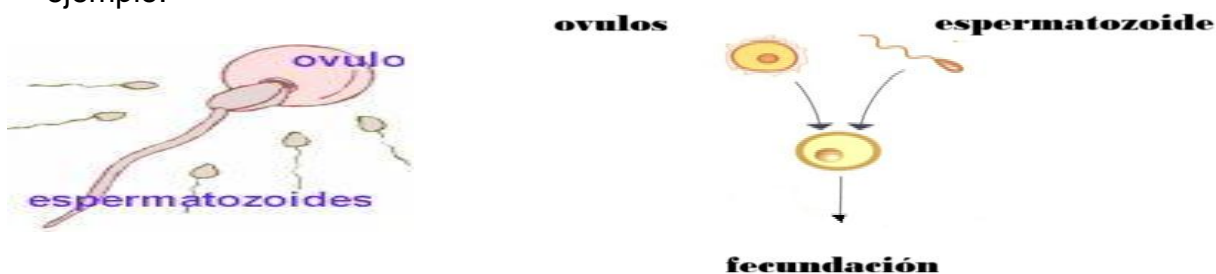 ejemplo:
ovulo
espermatozoides
ovulos
espermatozoide
fecundación